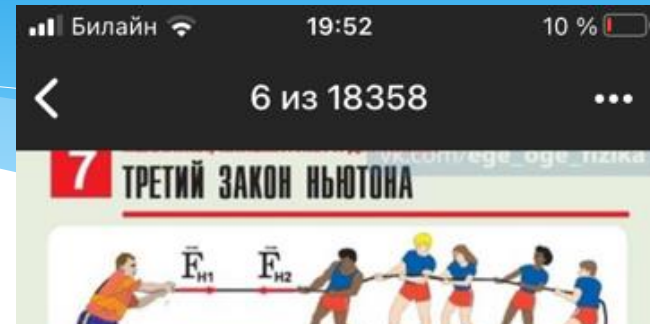 Билайн 19:52 10 %
6 из 18358
vk.com/ege_oge_fizika
7 ТРЕТИЙ ЗАКОН НЬЮТОНА
F⃗н1 F⃗н2